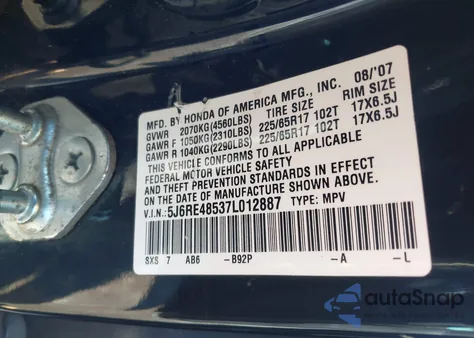 MFD. BY HONDA OF AMERICA MFG., INC. 08/'07
GVWR 2070KG(4560LBS) TIRE SIZE RIM SIZE
GAWR F 1050KG(2310LBS) 225/65R17 102T 17X6.5J
GAWR R 1040KG(2290LBS) 225/65R17 102T 17X6.5J
THIS VEHICLE CONFORMS TO ALL APPLICABLE
FEDERAL MOTOR VEHICLE SAFETY
AND THEFT PREVENTION STANDARDS IN EFFECT
ON THE DATE OF MANUFACTURE SHOWN ABOVE.
V.I.N: 5J6RE48537L012887 TYPE: MPV
SXS 7 AB6 -B92P -A -L
autoSnap